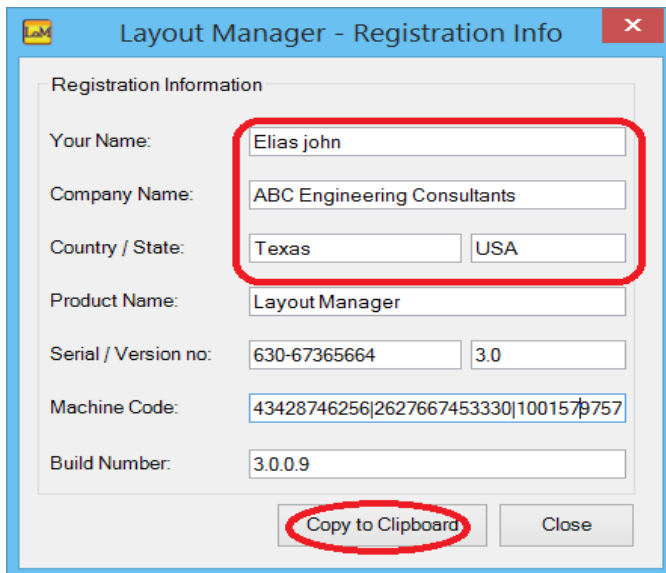 LoM Layout Manager - Registration Info x
Registration Information
Your Name: Elias john
Company Name: ABC Engineering Consultants
Country / State: Texas USA
Product Name: Layout Manager
Serial / Version no: 630-67365664 3.0
Machine Code: 43428746256|2627667453330|1001579757
Build Number: 3.0.0.9
Copy to Clipboard Close